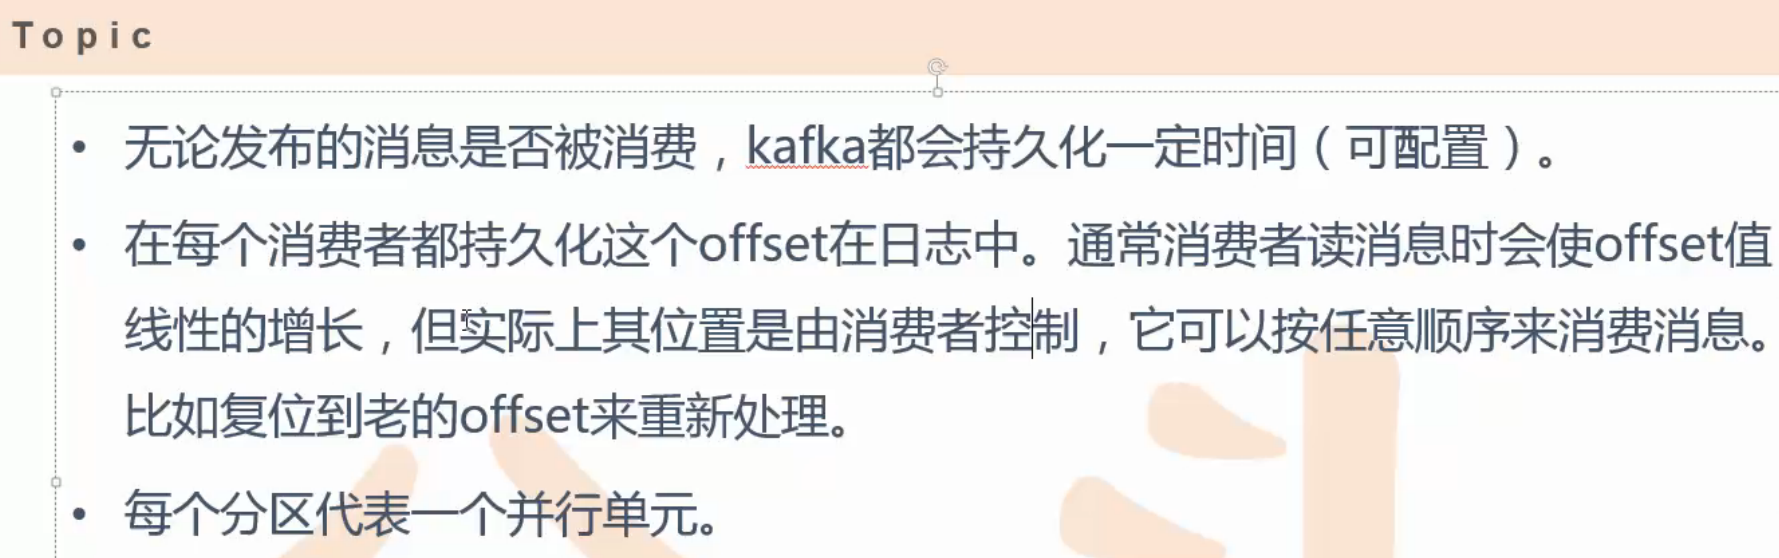 Topic
• 无论发布的消息是否被消费，kafka都会持久化一定时间（可配置）。
• 在每个消费者都持久化这个offset在日志中。通常消费者读消息时会使offset值
线性的增长，但实际上其位置是由消费者控制，它可以按任意顺序来消费消息。
比如复位到老的offset来重新处理。
• 每个分区代表一个并行单元。